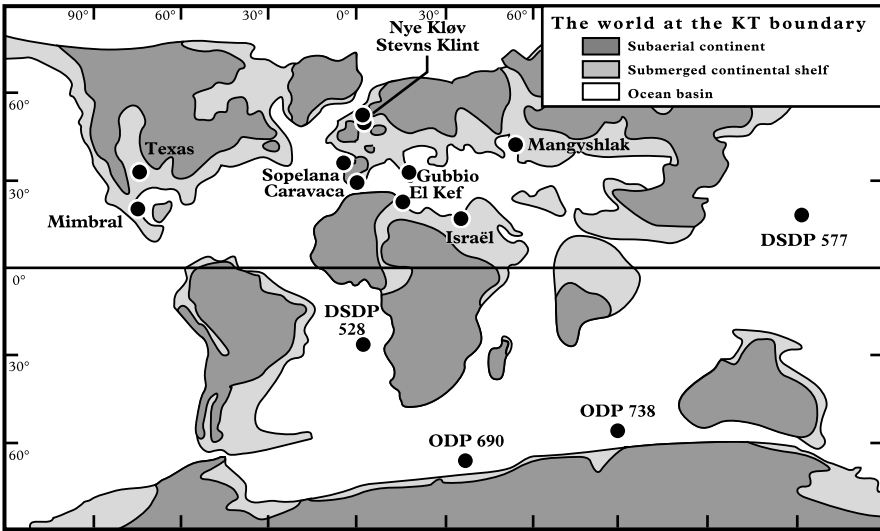 90° 60° 30° 0° 30° 60°
The world at the KT boundary
Subaerial continent
Submerged continental shelf
Ocean basin
Nye Kløv
Stevns Klint
60°
Texas
Mangyshlak
Sopelana
Gubbio
30°
Caravaca
El Kef
Mimbral
Israël
DSDP 577
0°
DSDP
528
30°
ODP 738
ODP 690
60°